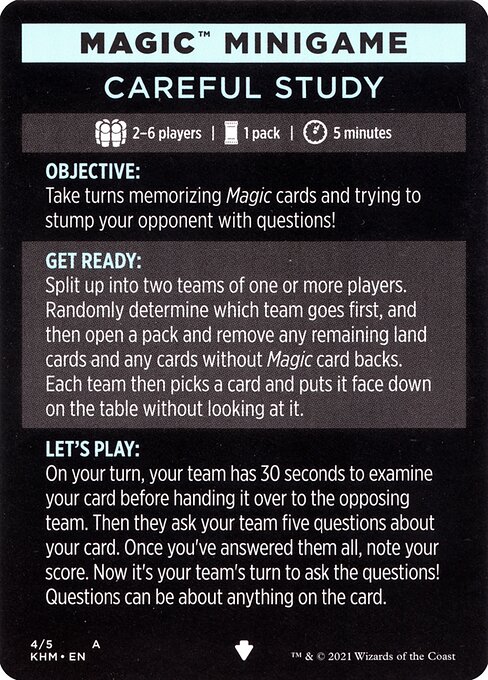 MAGIC™ MINIGAME
CAREFUL STUDY
2–6 players | 1 pack | 5 minutes
OBJECTIVE:
Take turns memorizing Magic cards and trying to
stump your opponent with questions!
GET READY:
Split up into two teams of one or more players.
Randomly determine which team goes first, and
then open a pack and remove any remaining land
cards and any cards without Magic card backs.
Each team then picks a card and puts it face down
on the table without looking at it.
LET'S PLAY:
On your turn, your team has 30 seconds to examine
your card before handing it over to the opposing
team. Then they ask your team five questions about
your card. Once you've answered them all, note your
score. Now it's your team's turn to ask the questions!
Questions can be about anything on the card.
4/5 A
KHM • EN
™ & © 2021 Wizards of the Coast